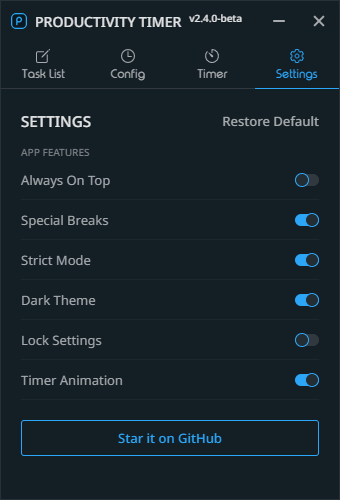 PRODUCTIVITY TIMER v2.4.0-beta
Task List Config Timer Settings
SETTINGS Restore Default
APP FEATURES
Always On Top
Special Breaks
Strict Mode
Dark Theme
Lock Settings
Timer Animation
Star it on GitHub